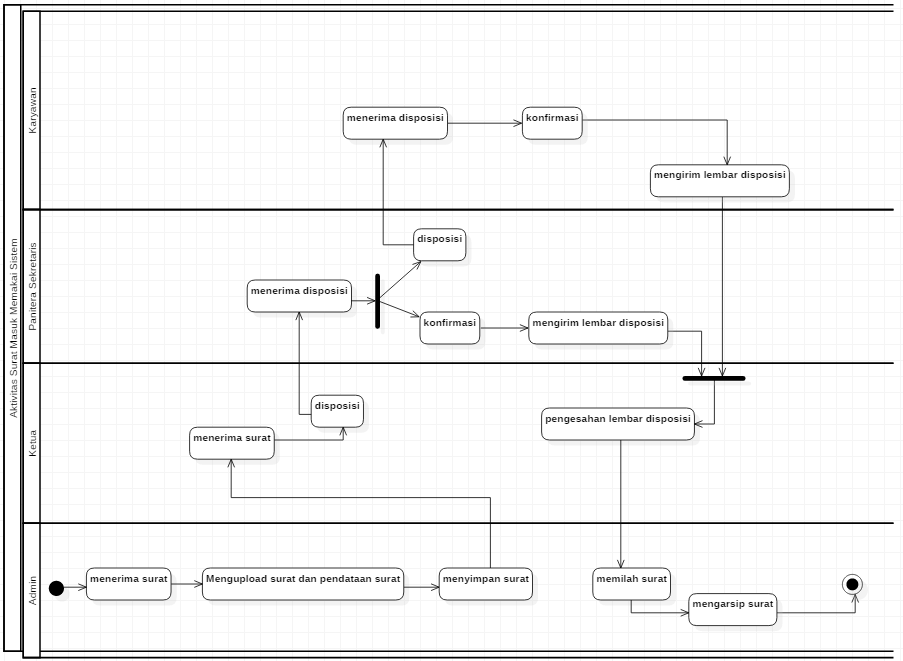 Aktivitas Surat Masuk Memakai Sistem
Karyawan
menerima disposisi
konfirmasi
mengirim lembar disposisi
Panitera Sekretaris
disposisi
menerima disposisi
konfirmasi
mengirim lembar disposisi
Ketua
disposisi
menerima surat
pengesahan lembar disposisi
Admin
menerima surat
Mengupload surat dan pendataan surat
menyimpan surat
memilah surat
mengarsip surat